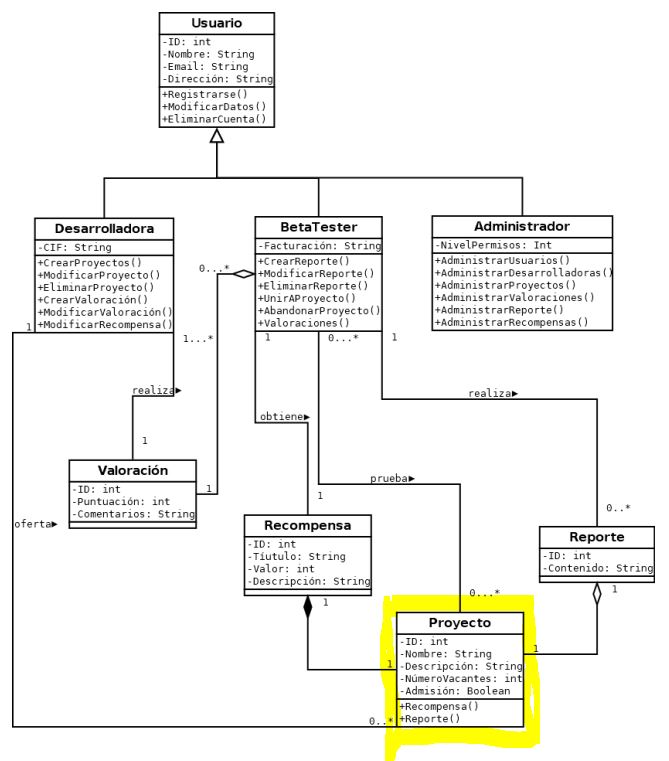 Usuario
-ID: int
-Nombre: String
-Email: String
-Dirección: String
+Registrarse()
+ModificarDatos()
+EliminarCuenta()
Desarrolladora
-CIF: String
+CrearProyectos()
+ModificarProyecto()
+EliminarProyecto()
+CrearValoración()
+ModificarValoración()
+ModificarRecompensa()
BetaTester
-Facturación: String
+CrearReporte()
+ModificarReporte()
+EliminarReporte()
+UnirAProyecto()
+AbandonarProyecto()
+Valoraciones()
Administrador
-NivelPermisos: Int
+AdministrarUsuarios()
+AdministrarDesarrolladoras()
+AdministrarProyectos()
+AdministrarValoraciones()
+AdministrarReporte()
+AdministrarRecompensas()
0...*
1
1...*
1
0...*
1
realiza▶
realiza▶
obtiene▶
1
prueba▶
Valoración
-ID: int
-Puntuación: int
-Comentarios: String
1
1
0..*
oferta▶
Recompensa
-ID: int
-Tíutulo: String
-Valor: int
-Descripción: String
1
Reporte
-ID: int
-Contenido: String
1
0...*
Proyecto
-ID: int
-Nombre: String
-Descripción: String
-NúmeroVacantes: int
-Admisión: Boolean
+Recompensa()
+Reporte()
1
1
0..*